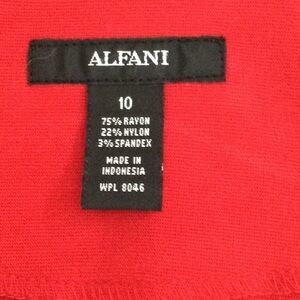 ALFANI
10
75% RAYON
22% NYLON
3% SPANDEX
MADE IN
INDONESIA
WPL 8046